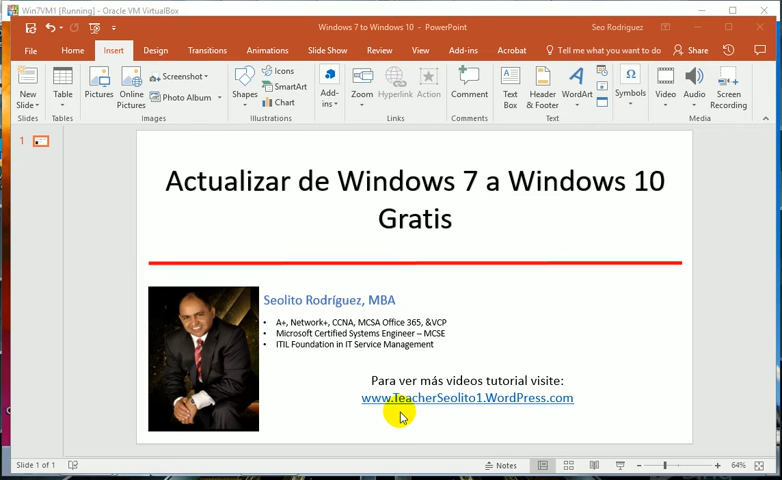 Win7VM1 [Running] - Oracle VM VirtualBox
Windows 7 to Windows 10 - PowerPoint
Seo Rodriguez
File Home Insert Design Transitions Animations Slide Show Review View Add-ins Acrobat Tell me what you want to do Share
New Slide
Table
Pictures
Online Pictures
Screenshot
Photo Album
Shapes
Icons
SmartArt
Chart
Add-ins
Zoom
Hyperlink
Action
Comment
Text Box
Header & Footer
WordArt
Symbols
Video
Audio
Screen Recording
Slides Tables Images Illustrations Links Comments Text Media
1
Actualizar de Windows 7 a Windows 10
Gratis
Seolito Rodríguez, MBA
• A+, Network+, CCNA, MCSA Office 365, &VCP
• Microsoft Certified Systems Engineer – MCSE
• ITIL Foundation in IT Service Management
Para ver más videos tutorial visite:
www.TeacherSeolito1.WordPress.com
Slide 1 of 1
Notes
64%